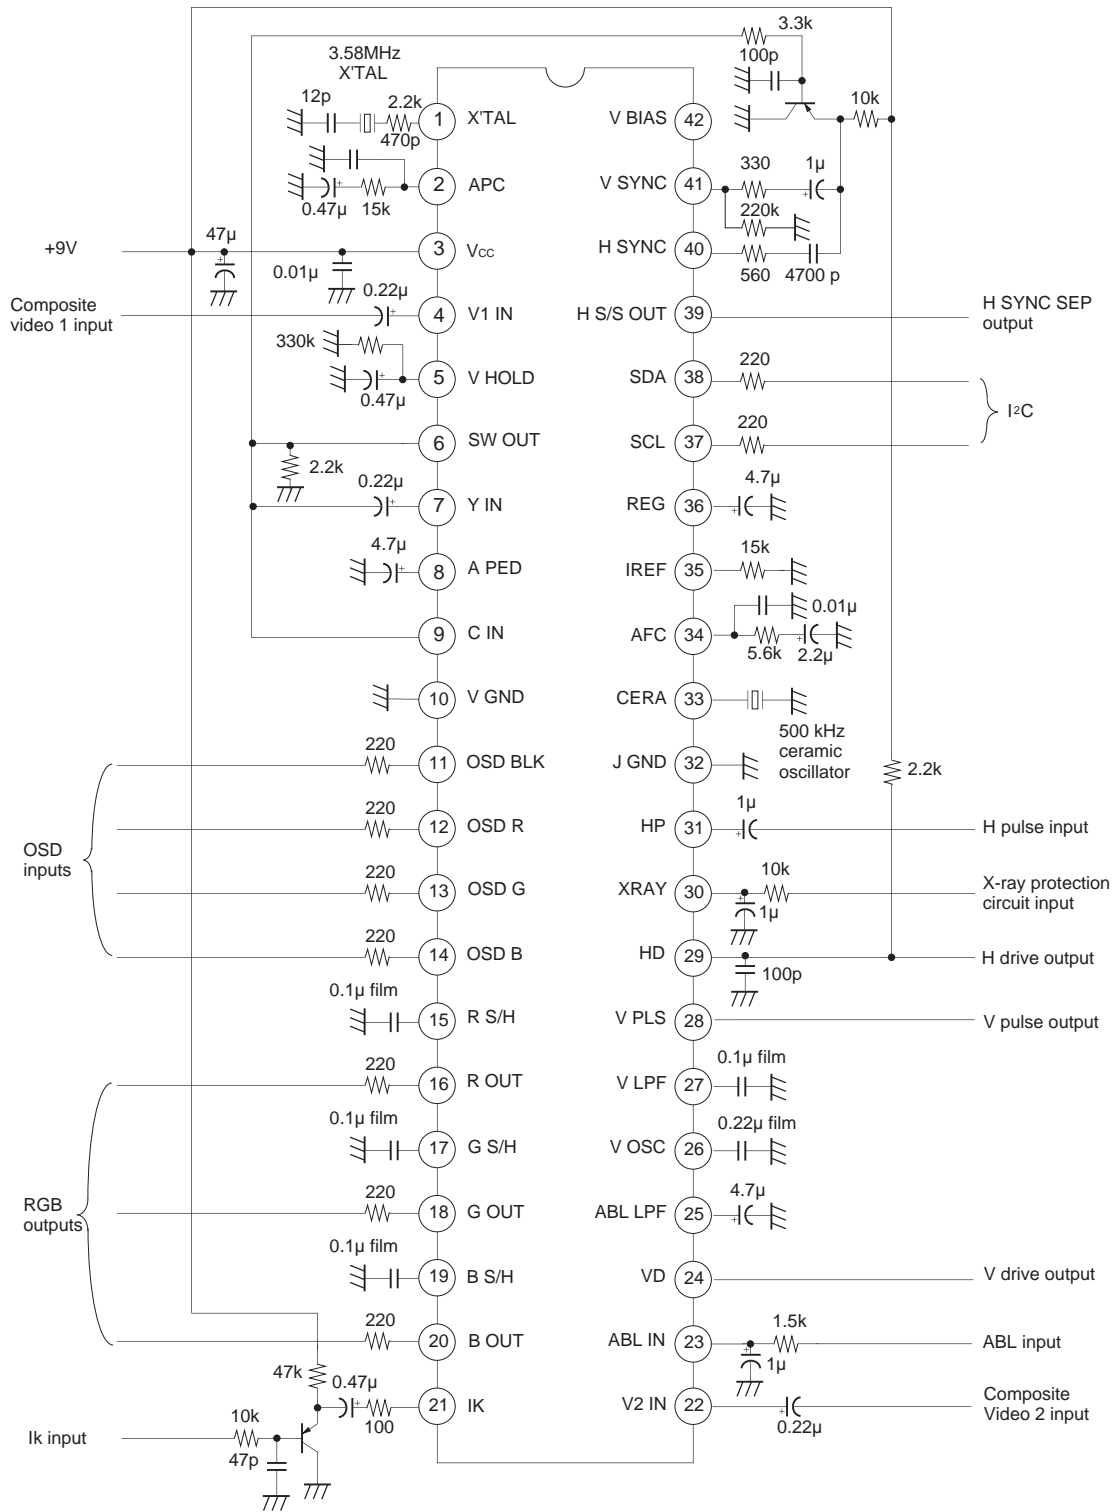 3.3k
3.58MHz
X'TAL
100p
12p
2.2k
470p
1
X'TAL
V BIAS
42
10k
2
APC
0.47µ
15k
V SYNC
41
330
1µ
220k
+9V
47µ
0.01µ
3
Vcc
H SYNC
40
560
4700 p
Composite
video 1 input
0.22µ
4
V1 IN
H S/S OUT
39
H SYNC SEP
output
330k
0.47µ
5
V HOLD
SDA
38
220
I²C
6
SW OUT
2.2k
SCL
37
220
0.22µ
7
Y IN
REG
36
4.7µ
4.7µ
8
A PED
IREF
35
15k
9
C IN
AFC
34
0.01µ
5.6k
2.2µ
10
V GND
CERA
33
500 kHz
ceramic
oscillator
OSD
inputs
220
11
OSD BLK
J GND
32
2.2k
220
12
OSD R
HP
31
1µ
H pulse input
220
13
OSD G
XRAY
30
10k
1µ
X-ray protection
circuit input
220
14
OSD B
HD
29
100p
H drive output
0.1µ film
15
R S/H
V PLS
28
V pulse output
RGB
outputs
220
16
R OUT
V LPF
27
0.1µ film
0.1µ film
17
G S/H
V OSC
26
0.22µ film
220
18
G OUT
ABL LPF
25
4.7µ
0.1µ film
19
B S/H
VD
24
V drive output
220
20
B OUT
ABL IN
23
1.5k
1µ
ABL input
47k
0.47µ
100
21
IK
V2 IN
22
0.22µ
Composite
Video 2 input
Ik input
10k
47p